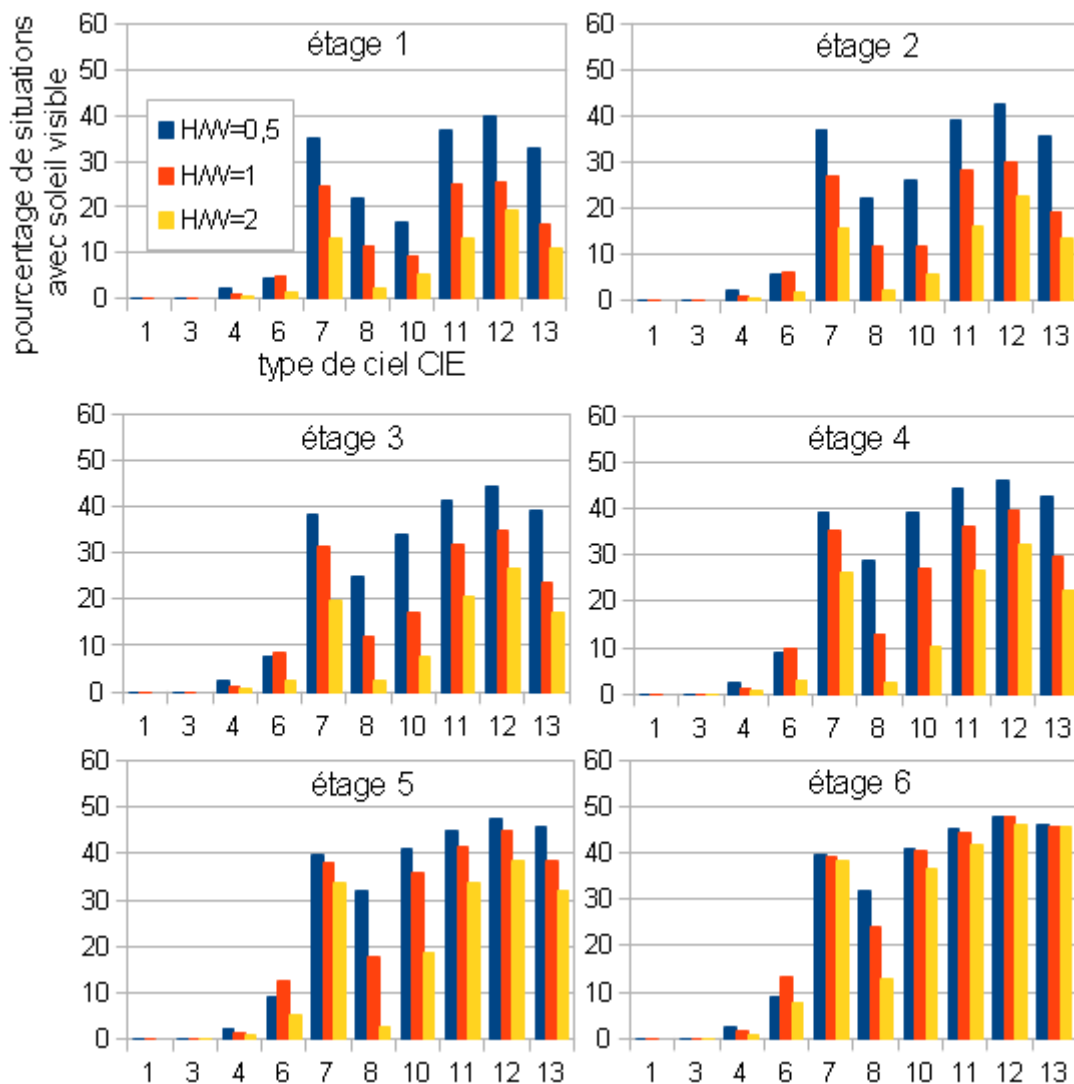 pourcentage de situations
avec soleil visible
étage 1
60
50
40
30
20
10
0
H/W=0,5
H/W=1
H/W=2
1 3 4 6 7 8 10 11 12 13
type de ciel CIE
étage 2
60
50
40
30
20
10
0
1 3 4 6 7 8 10 11 12 13
étage 3
60
50
40
30
20
10
0
1 3 4 6 7 8 10 11 12 13
étage 4
60
50
40
30
20
10
0
1 3 4 6 7 8 10 11 12 13
étage 5
60
50
40
30
20
10
0
1 3 4 6 7 8 10 11 12 13
étage 6
60
50
40
30
20
10
0
1 3 4 6 7 8 10 11 12 13